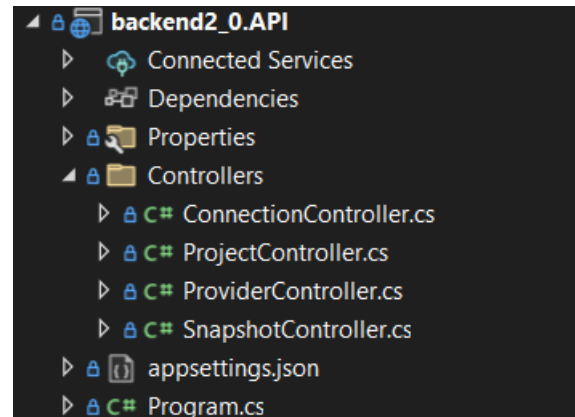 backend2_0.API
Connected Services
Dependencies
Properties
Controllers
C# ConnectionController.cs
C# ProjectController.cs
C# ProviderController.cs
C# SnapshotController.cs
appsettings.json
C# Program.cs